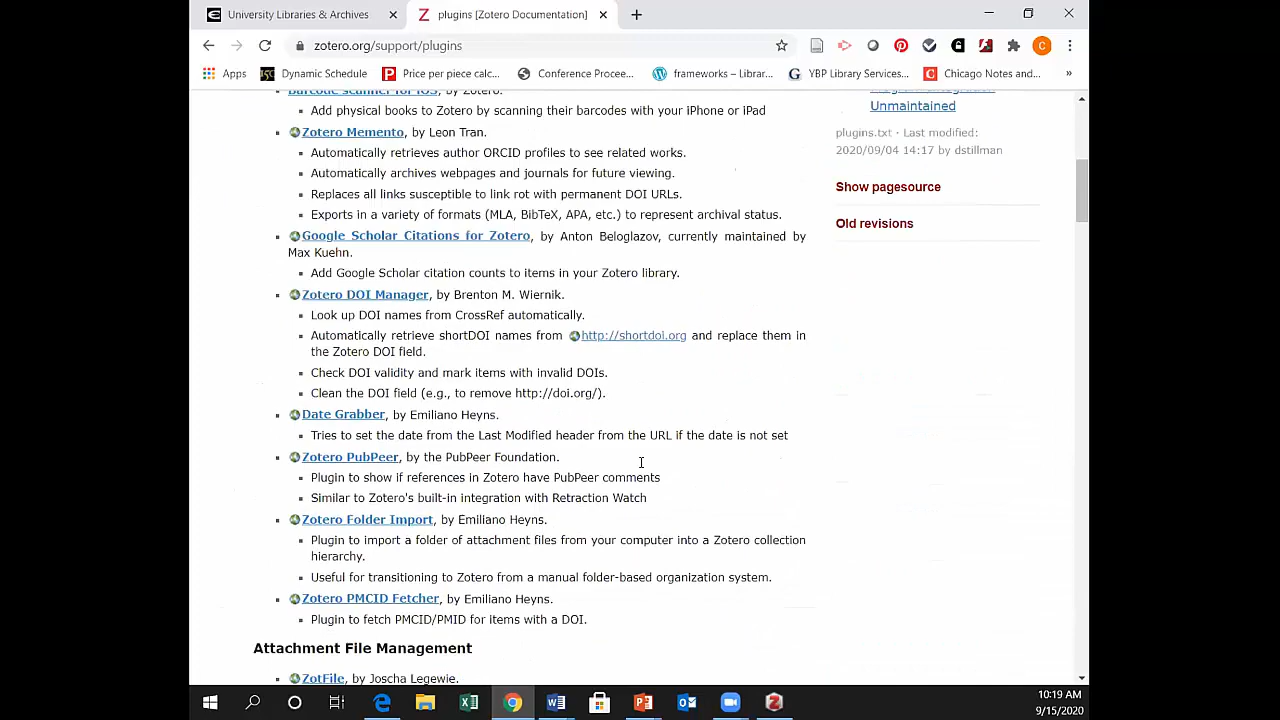 University Libraries & Archives
plugins [Zotero Documentation]
zotero.org/support/plugins
Apps
Dynamic Schedule
Price per piece calc...
Conference Procee...
frameworks – Librar...
YBP Library Services...
Chicago Notes and...
»
Barcode scanner for iOS, by Zotero.
Add physical books to Zotero by scanning their barcodes with your iPhone or iPad
Zotero Memento, by Leon Tran.
Automatically retrieves author ORCID profiles to see related works.
Automatically archives webpages and journals for future viewing.
Replaces all links susceptible to link rot with permanent DOI URLs.
Exports in a variety of formats (MLA, BibTeX, APA, etc.) to represent archival status.
Google Scholar Citations for Zotero, by Anton Beloglazov, currently maintained by
Max Kuehn.
Add Google Scholar citation counts to items in your Zotero library.
Zotero DOI Manager, by Brenton M. Wiernik.
Look up DOI names from CrossRef automatically.
Automatically retrieve shortDOI names from http://shortdoi.org and replace them in
the Zotero DOI field.
Check DOI validity and mark items with invalid DOIs.
Clean the DOI field (e.g., to remove http://doi.org/).
Date Grabber, by Emiliano Heyns.
Tries to set the date from the Last Modified header from the URL if the date is not set
Zotero PubPeer, by the PubPeer Foundation.
Plugin to show if references in Zotero have PubPeer comments
Similar to Zotero's built-in integration with Retraction Watch
Zotero Folder Import, by Emiliano Heyns.
Plugin to import a folder of attachment files from your computer into a Zotero collection
hierarchy.
Useful for transitioning to Zotero from a manual folder-based organization system.
Zotero PMCID Fetcher, by Emiliano Heyns.
Plugin to fetch PMCID/PMID for items with a DOI.
Attachment File Management
ZotFile, by Joscha Legewie.
Unmaintained
plugins.txt · Last modified:
2020/09/04 14:17 by dstillman
Show pagesource
Old revisions
10:19 AM
9/15/2020